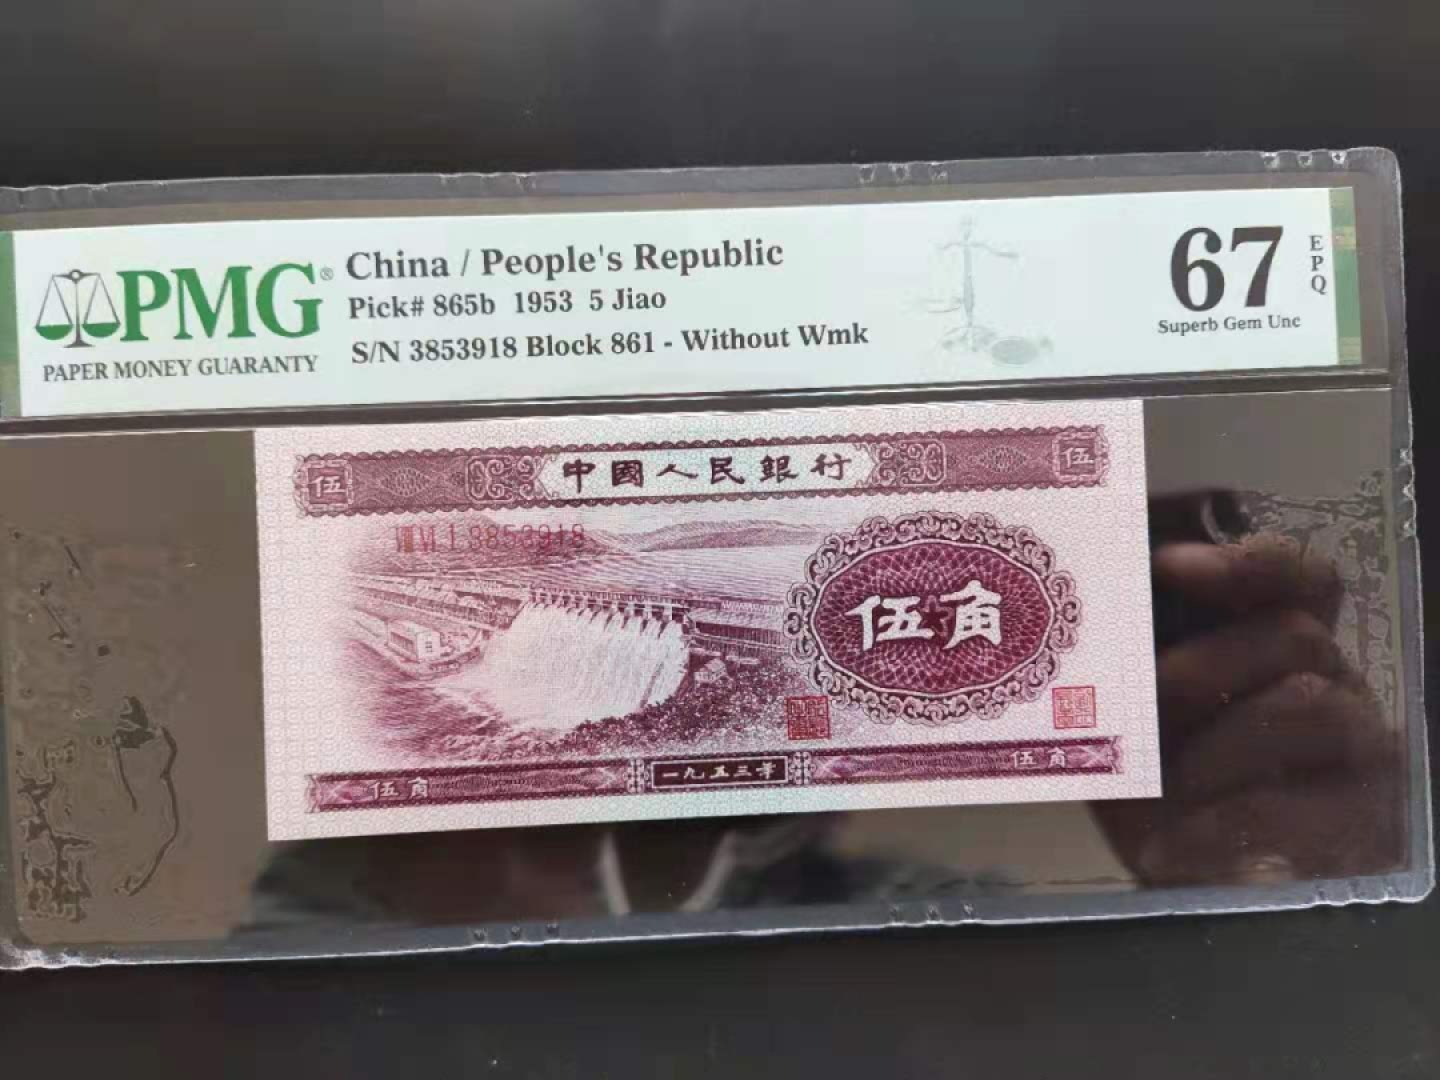 PMG®
PAPER MONEY GUARANTY
China / People's Republic
Pick# 865b 1953 5 Jiao
S/N 3853918 Block 861 - Without Wmk
67
EPQ
Superb Gem Unc
伍
中國人民銀行
伍
ⅧⅥⅠ 3853918
伍角
伍角
一九五三年
伍角